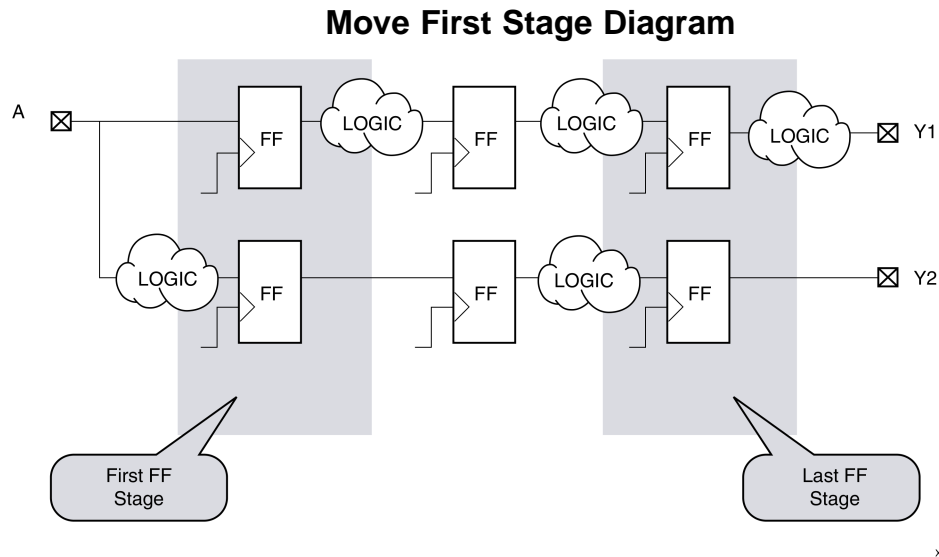 Move First Stage Diagram
A
FF
LOGIC
FF
LOGIC
FF
LOGIC
Y1
LOGIC
FF
FF
LOGIC
FF
Y2
First FF
Stage
Last FF
Stage